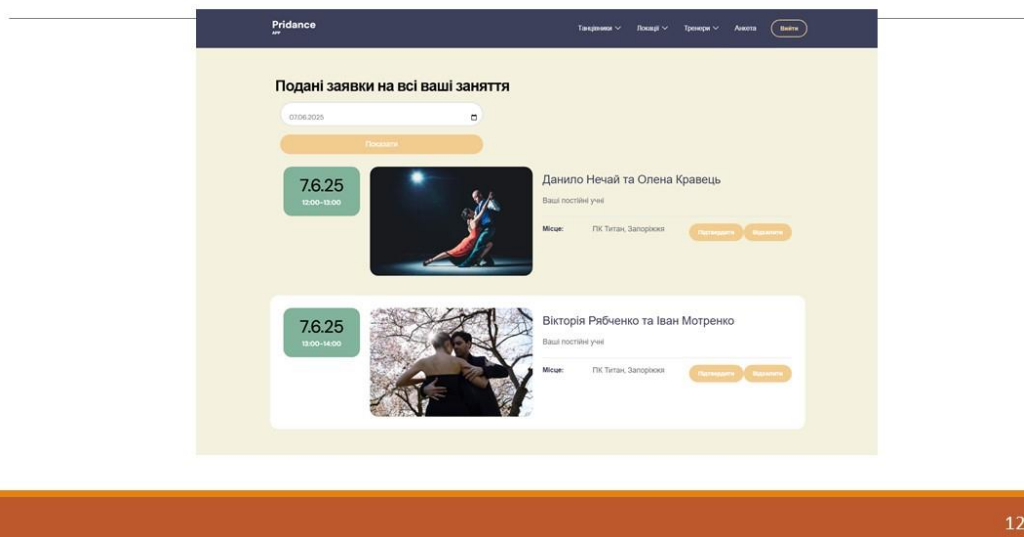 Pridance
APP
Танцівники Локації Тренери Анкета Вийти
Подані заявки на всі ваші заняття
07.06.2025
Показати
7.6.25
12:00-13:00
Данило Нечай та Олена Кравець
Ваші постійні учні
Місце: ПК Титан, Запоріжжя Підтвердити Відхилити
7.6.25
13:00-14:00
Вікторія Рябченко та Іван Мотренко
Ваші постійні учні
Місце: ПК Титан, Запоріжжя Підтвердити Відхилити
12